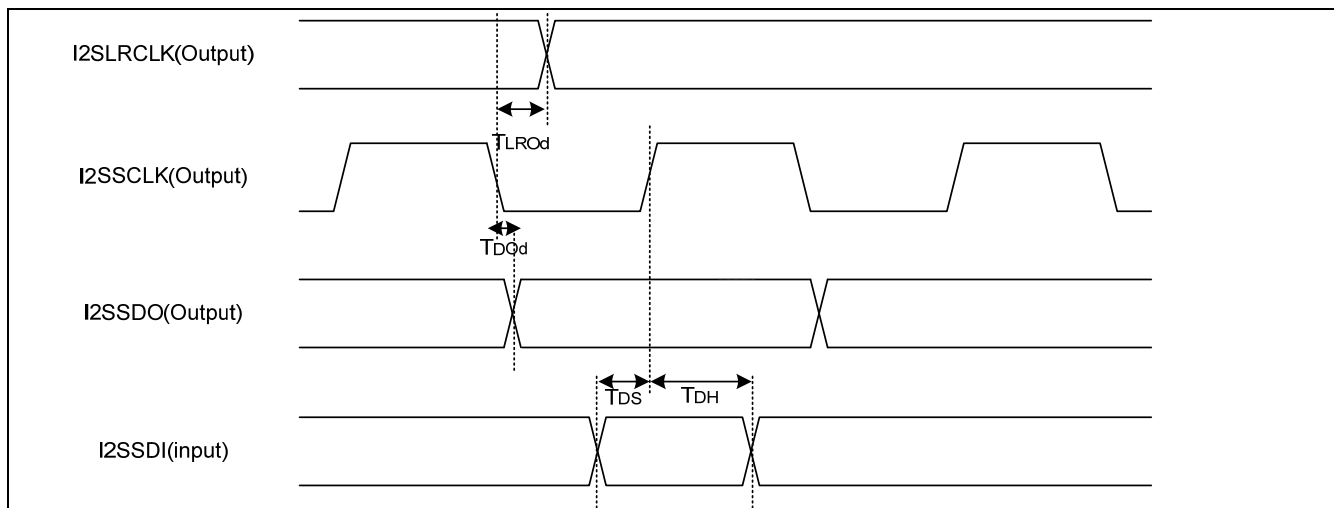 I2SLRCLK(Output)
TLROd
I2SSCLK(Output)
TDOd
I2SSDO(Output)
TDS
TDH
I2SSDI(input)